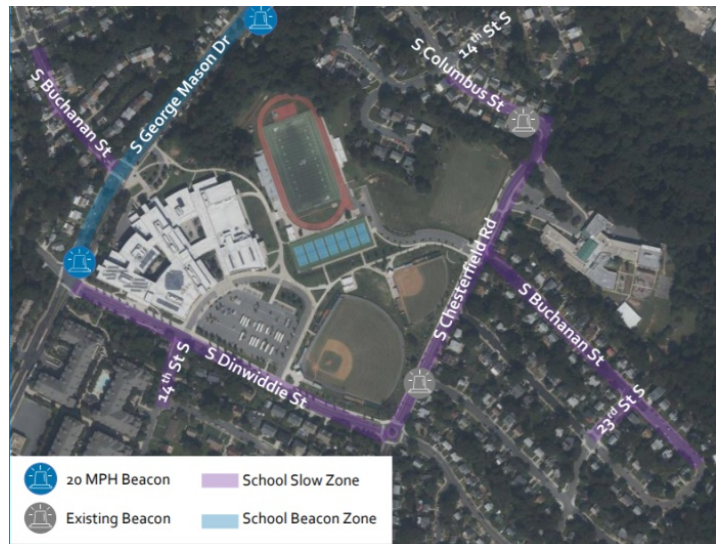 S George Mason Dr
14th St S
S Columbus St
S Buchanan St
S Chesterfield Rd
S Buchanan St
S Dinwiddie St
14th St S
23rd St S
20 MPH Beacon
School Slow Zone
Existing Beacon
School Beacon Zone